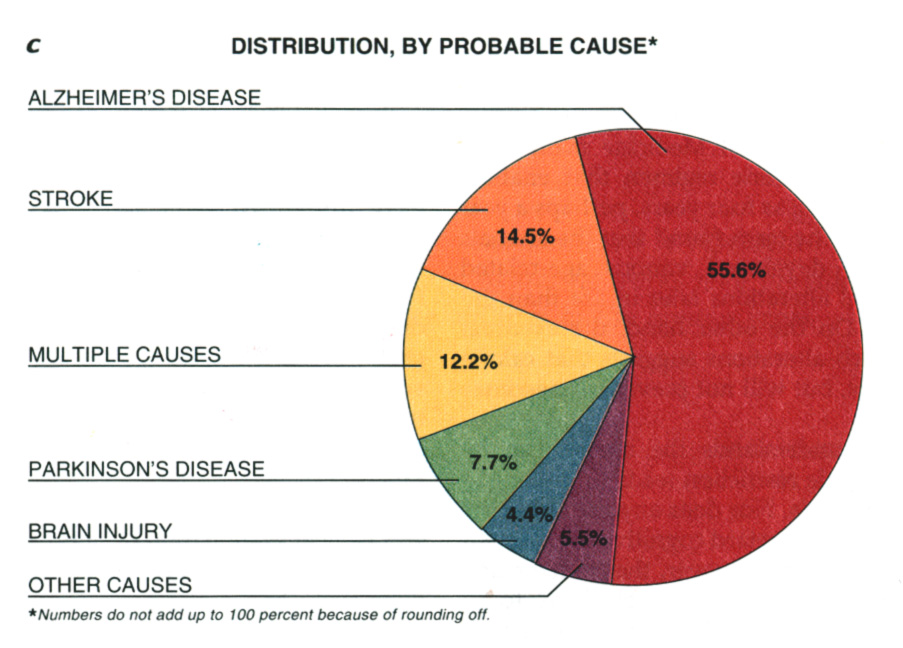 C
DISTRIBUTION, BY PROBABLE CAUSE*
ALZHEIMER'S DISEASE
STROKE
14.5%
55.6%
MULTIPLE CAUSES
12.2%
PARKINSON'S DISEASE
7.7%
4.4%
BRAIN INJURY
5.5%
OTHER CAUSES
*Numbers do not add up to 100 percent because of rounding off.